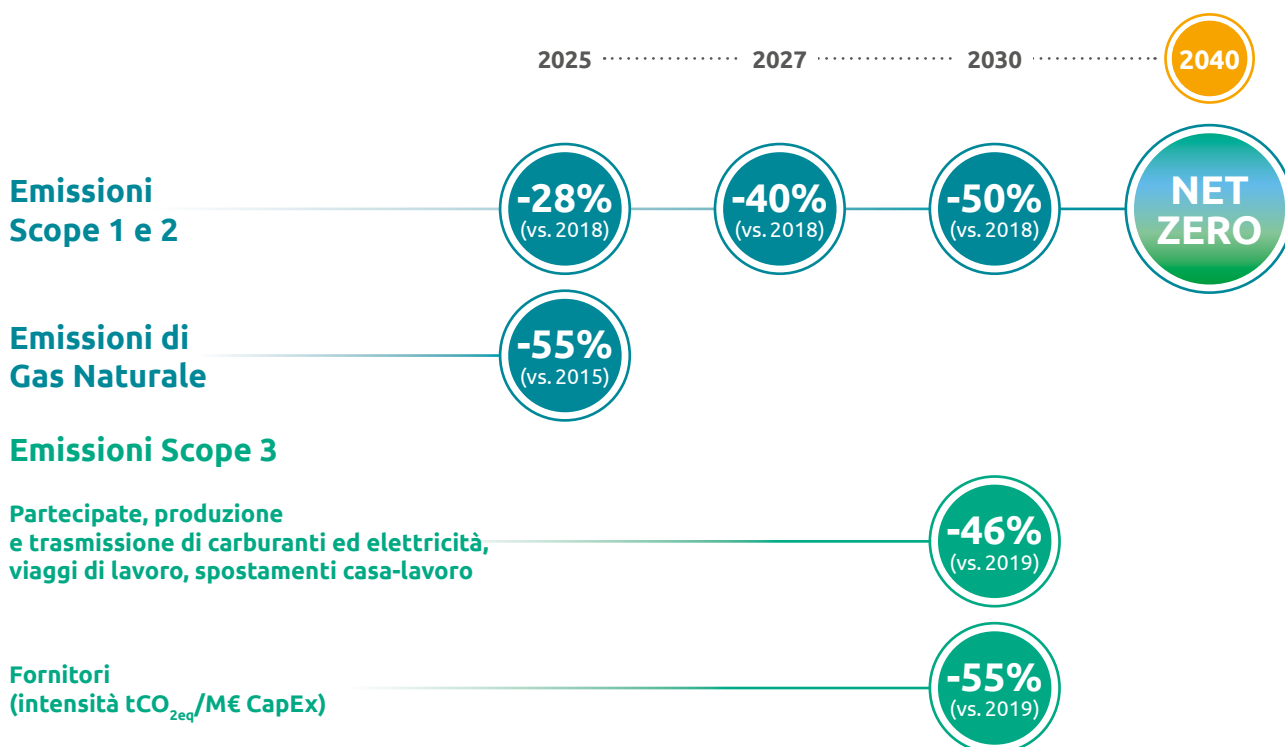 2025 2027 2030 2040
Emissioni
Scope 1 e 2
-28%
(vs. 2018)
-40%
(vs. 2018)
-50%
(vs. 2018)
NET
ZERO
Emissioni di
Gas Naturale
-55%
(vs. 2015)
Emissioni Scope 3
Partecipate, produzione
e trasmissione di carburanti ed elettricità,
viaggi di lavoro, spostamenti casa-lavoro
-46%
(vs. 2019)
Fornitori
(intensità tCO2eq/M€ CapEx)
-55%
(vs. 2019)